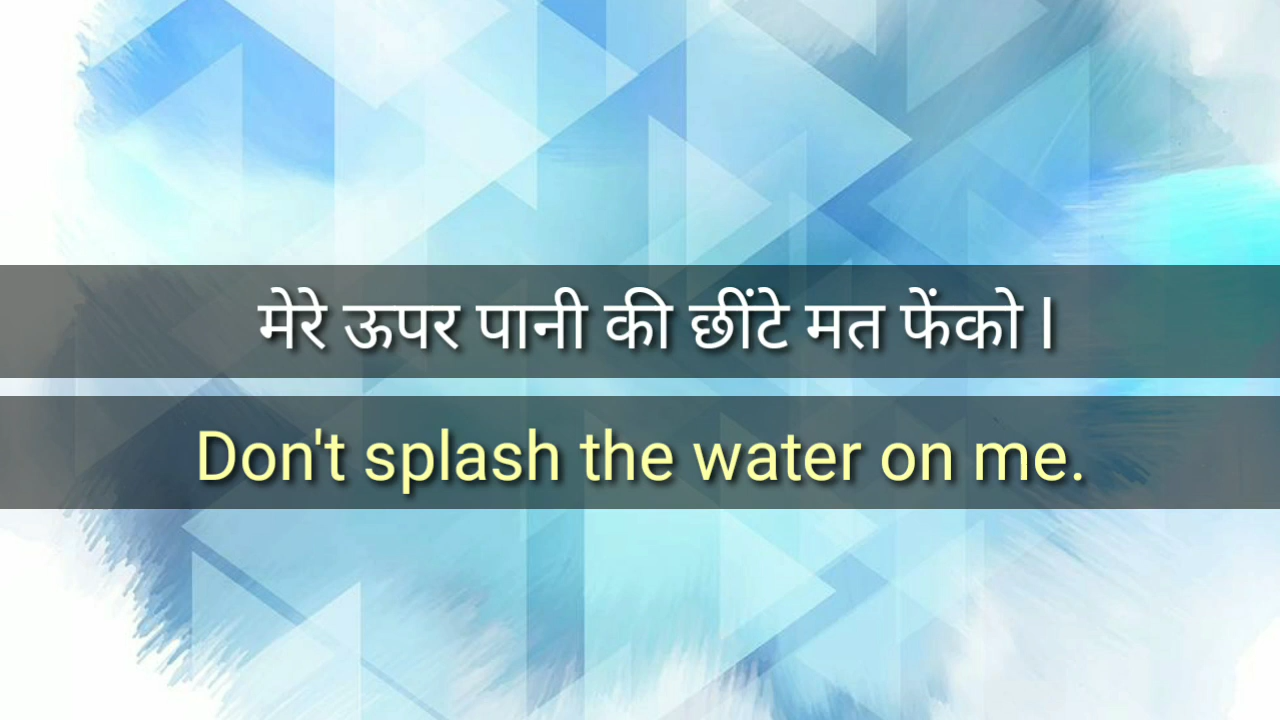 मेरे ऊपर पानी की छींटे मत फेंको l
Don't splash the water on me.